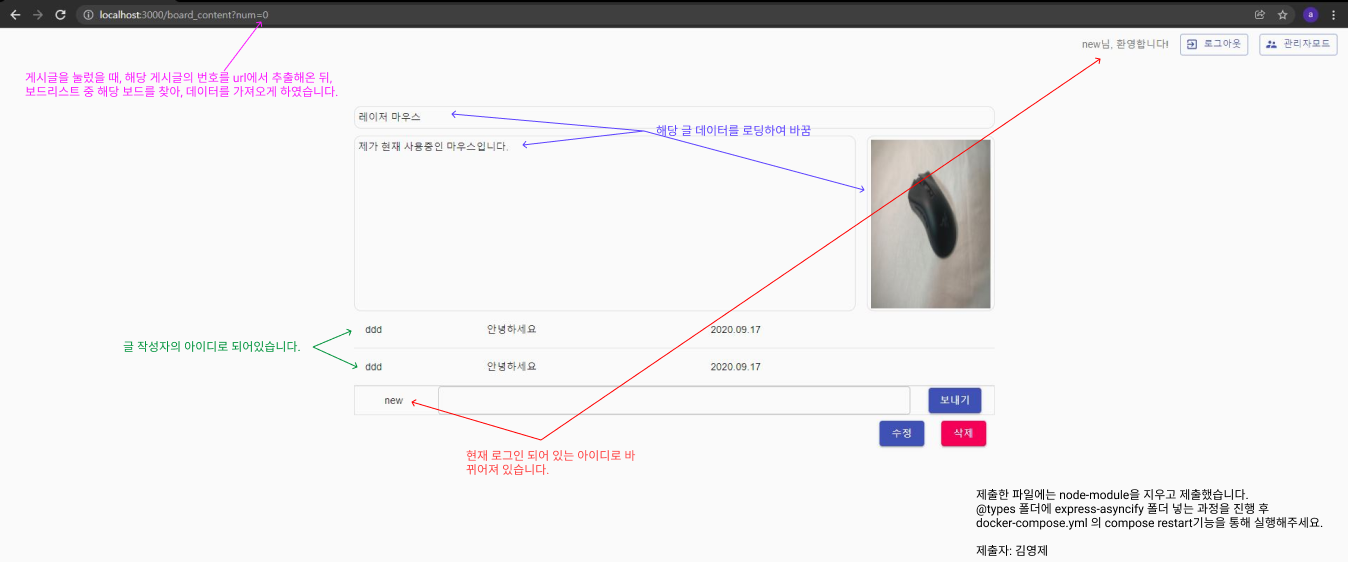 localhost:3000/board_content?num=0
a
new님, 환영합니다!
로그아웃
관리자모드
게시글을 눌렀을 때, 해당 게시글의 번호를 url에서 추출해온 뒤,
보드리스트 중 해당 보드를 찾아, 데이터를 가져오게 하였습니다.
레이저 마우스
해당 글 데이터를 로딩하여 바꿈
제가 현재 사용중인 마우스입니다.
ddd 안녕하세요 2020.09.17
글 작성자의 아이디로 되어있습니다.
ddd 안녕하세요 2020.09.17
new
보내기
수정
삭제
현재 로그인 되어 있는 아이디로 바
뀌어져 있습니다.
제출한 파일에는 node-module을 지우고 제출했습니다.
@types 폴더에 express-asyncify 폴더 넣는 과정을 진행 후
docker-compose.yml 의 compose restart기능을 통해 실행해주세요.
제출자: 김영제